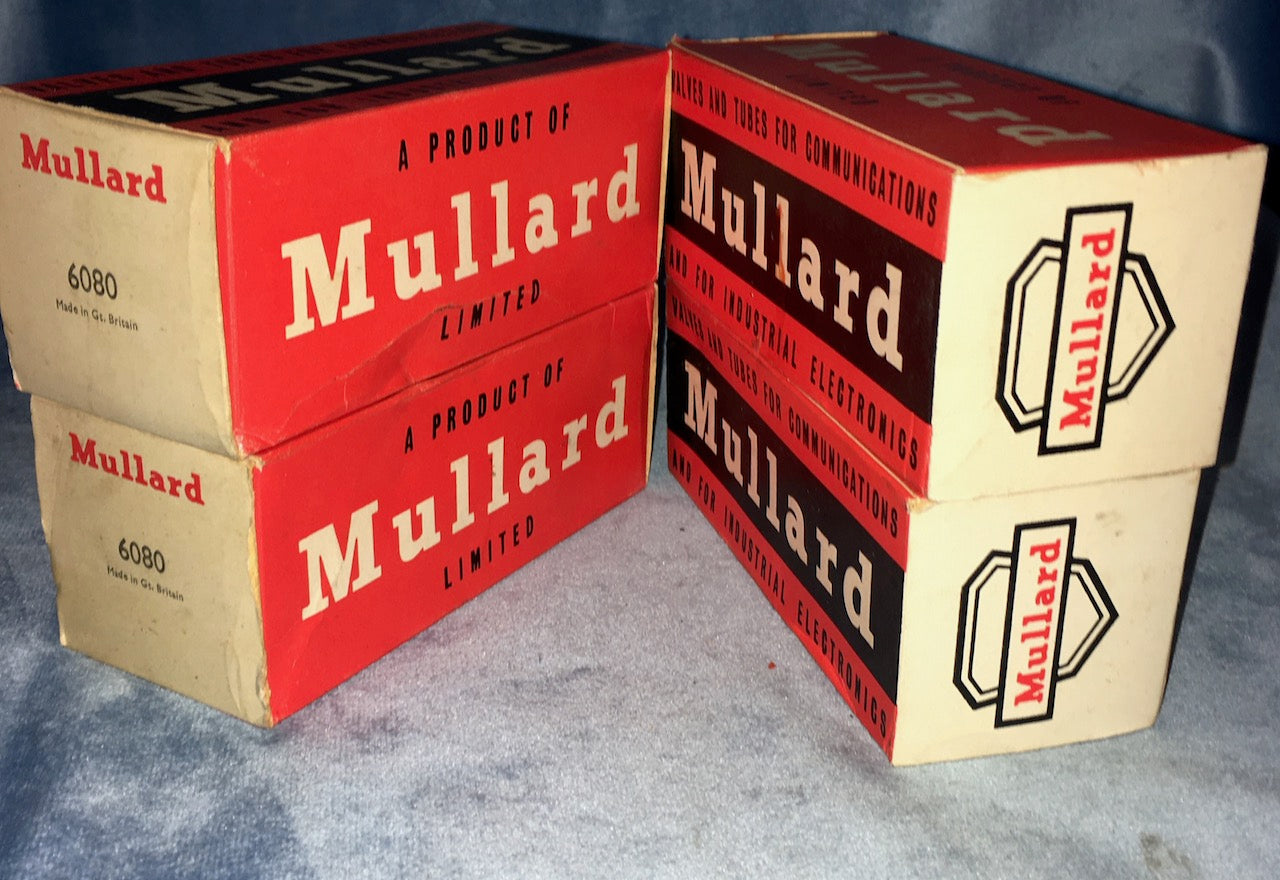 Mullard
6080
Made in Gt. Britain
Mullard
A PRODUCT OF
Mullard
LIMITED
Mullard
6080
Made in Gt. Britain
A PRODUCT OF
Mullard
LIMITED
Mullard
LIMITED
VALVES AND TUBES FOR COMMUNICATIONS
Mullard
AND FOR INDUSTRIAL ELECTRONICS
VALVES AND TUBES FOR COMMUNICATIONS
Mullard
AND FOR INDUSTRIAL ELECTRONICS
Mullard
Mullard